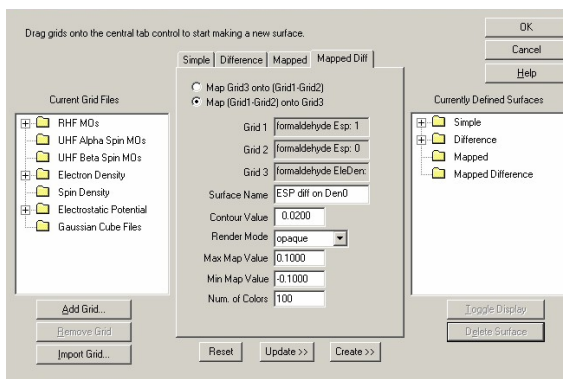 Drag grids onto the central tab control to start making a new surface.
OK
Cancel
Help
Simple
Difference
Mapped
Mapped Diff
Map Grid3 onto (Grid1-Grid2)
Map (Grid1-Grid2) onto Grid3
Current Grid Files
RHF MOs
UHF Alpha Spin MOs
UHF Beta Spin MOs
Electron Density
Spin Density
Electrostatic Potential
Gaussian Cube Files
Grid 1 formaldehyde Esp: 1
Grid 2 formaldehyde Esp: 0
Grid 3 formaldehyde EleDen:
Surface Name ESP diff on Den0
Contour Value 0.0200
Render Mode opaque
Max Map Value 0.1000
Min Map Value -0.1000
Num. of Colors 100
Currently Defined Surfaces
Simple
Difference
Mapped
Mapped Difference
Add Grid...
Remove Grid
Import Grid...
Reset
Update >>
Create >>
Toggle Display
Delete Surface